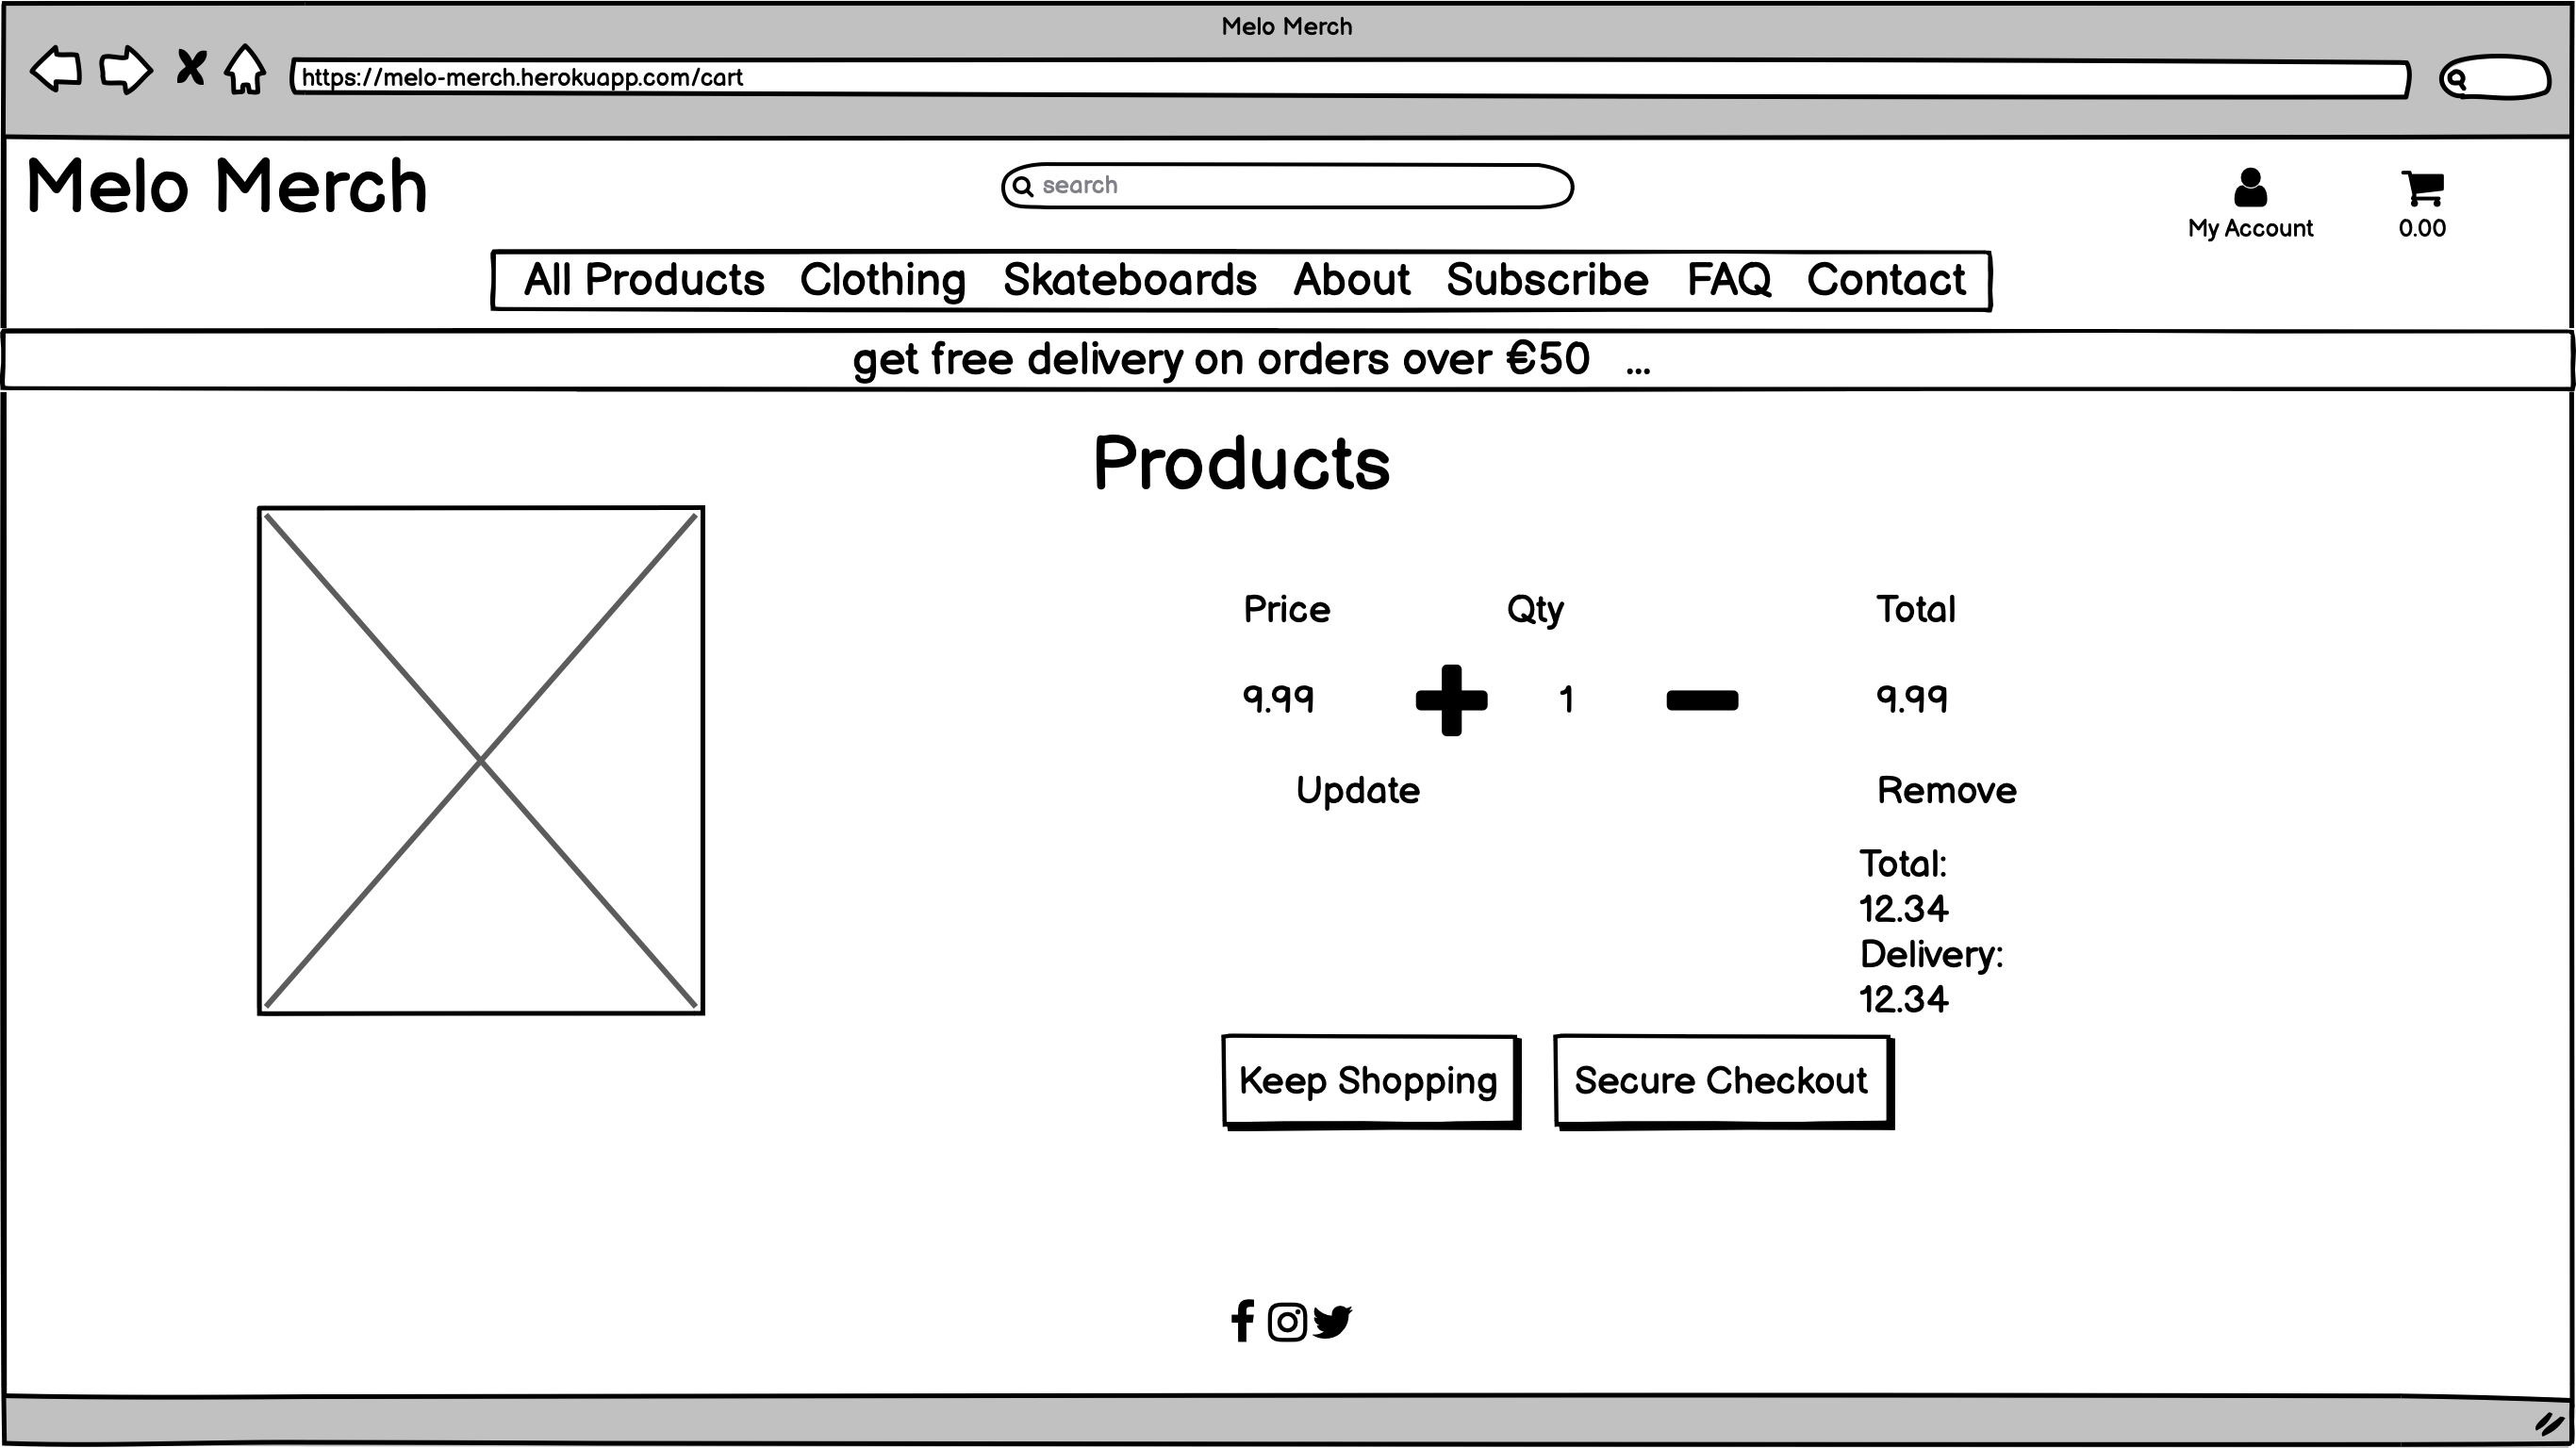 Melo Merch
https://melo-merch.herokuapp.com/cart
Melo Merch
search
My Account
0.00
All Products Clothing Skateboards About Subscribe FAQ Contact
get free delivery on orders over €50 ...
Products
Price Qty Total
9.99 1 9.99
Update Remove
Total:
12.34
Delivery:
12.34
Keep Shopping Secure Checkout